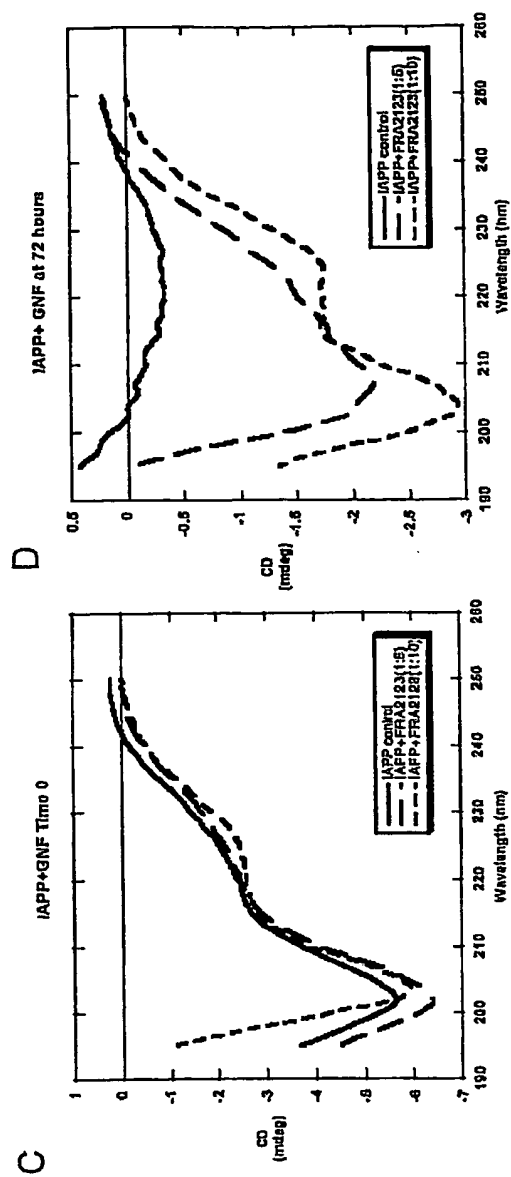 C
IAPP+GNF Timo 0
1
0
-1
-2
-3
-4
-5
-6
-7
CD
(mdeg)
190
200
210
220
230
240
250
260
Wavelength (nm)
IAPP control
IAPP+FRA2123(1:5)
IAPP+FRA2123(1:10)
D
IAPP+ GNF at 72 hours
0.5
0
-0.5
-1
-1.5
-2
-2.5
-3
CD
(mdeg)
190
200
210
220
230
240
250
260
Wavelength (nm)
IAPP control
IAPP+FRA2123(1:5)
IAPP+FRA2123(1:10)